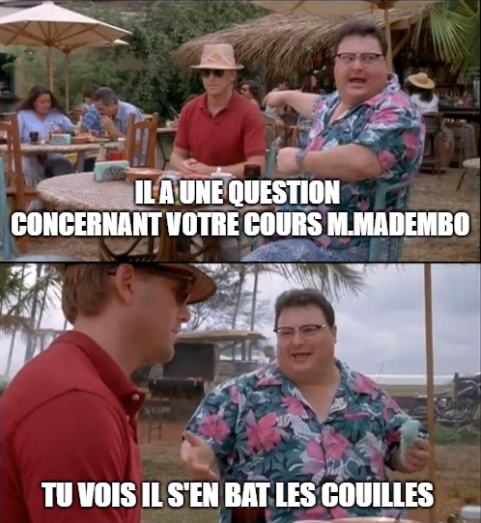 IL A UNE QUESTION
CONCERNANT VOTRE COURS M.MADEMBO
TU VOIS IL S'EN BAT LES COUILLES